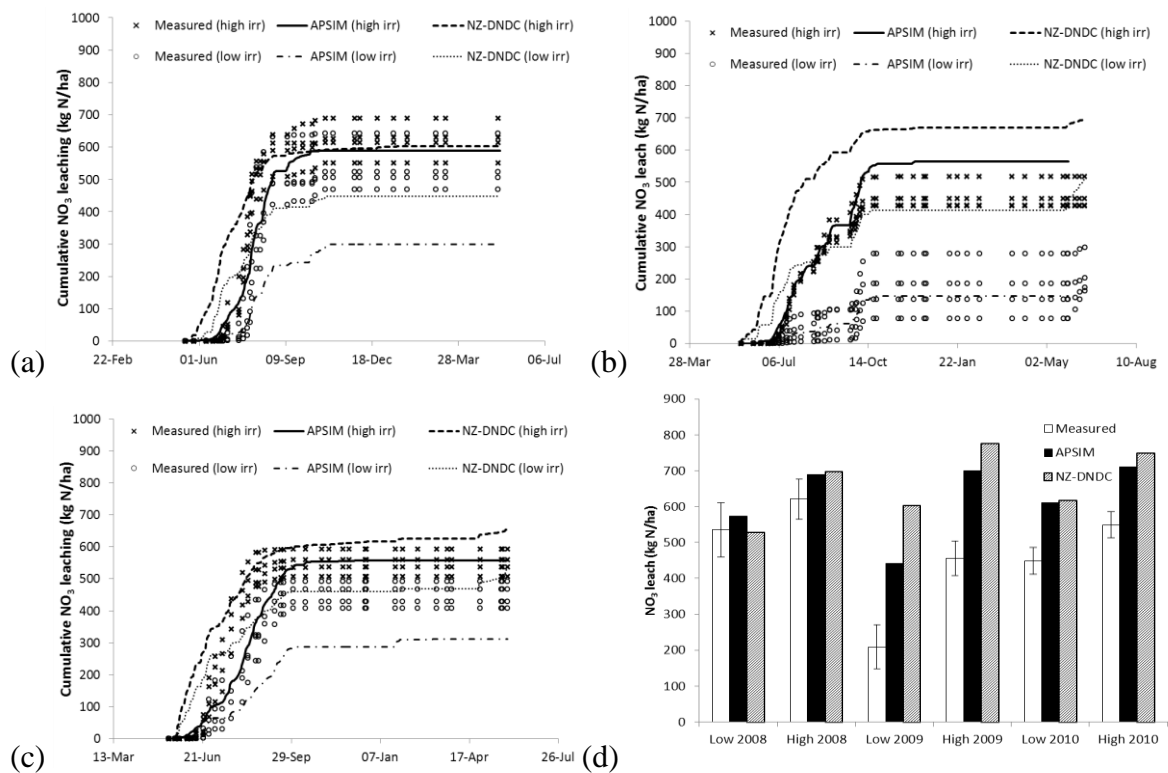 Measured (high irr) APSIM (high irr) NZ-DNDC (high irr)
Measured (low irr) APSIM (low irr) NZ-DNDC (low irr)
Cumulative NO3 leaching (kg N/ha)
1000
900
800
700
600
500
400
300
200
100
0
22-Feb 01-Jun 09-Sep 18-Dec 28-Mar 06-Jul
(a)
Measured (high irr) APSIM (high irr) NZ-DNDC (high irr)
Measured (low irr) APSIM (low irr) NZ-DNDC (low irr)
Cumulative NO3 leach (kg N/ha)
1000
900
800
700
600
500
400
300
200
100
0
28-Mar 06-Jul 14-Oct 22-Jan 02-May 10-Aug
(b)
Measured (high irr) APSIM (high irr) NZ-DNDC (high irr)
Measured (low irr) APSIM (low irr) NZ-DNDC (low irr)
Cumulative NO3 leaching (kg N/ha)
1000
900
800
700
600
500
400
300
200
100
0
13-Mar 21-Jun 29-Sep 07-Jan 17-Apr 26-Jul
(c)
Measured
APSIM
NZ-DNDC
NO3 leach (kg N/ha)
900
800
700
600
500
400
300
200
100
0
Low 2008 High 2008 Low 2009 High 2009 Low 2010 High 2010
(d)